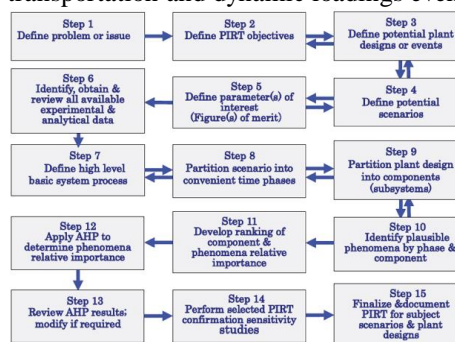 transportation and dynamic loadings
Step 1
Define problem or issue
Step 2
Define PIRT objectives
Step 3
Define potential plant
designs or events
Step 4
Define potential
scenarios
Step 5
Define parameter(s) of
interest
(Figure(s) of merit)
Step 6
Identify, obtain &
review all available
experimental &
analytical data
Step 7
Define high level
basic system process
Step 8
Partition scenario into
convenient time phases
Step 9
Partition plant design
into components
(subsystems)
Step 10
Identify plausible
phenomena by phase &
component
Step 11
Develop ranking of
component &
phenomena relative
importance
Step 12
Apply AHP to
determine phenomena
relative importance
Step 13
Review AHP results;
modify if required
Step 14
Perform selected PIRT
confirmation sensitivity
studies
Step 15
Finalize &document
PIRT for subject
scenarios & plant
designs